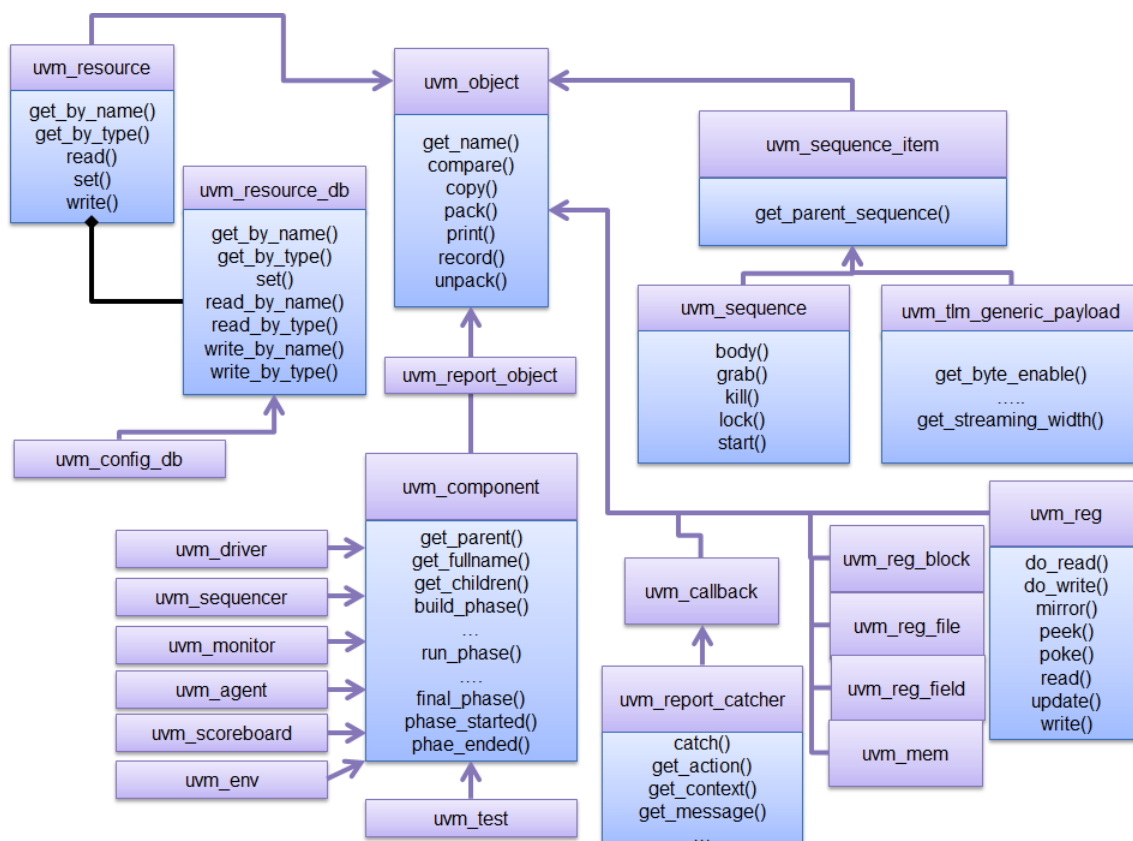 uvm_resource
get_by_name()
get_by_type()
read()
set()
write()
uvm_resource_db
get_by_name()
get_by_type()
set()
read_by_name()
read_by_type()
write_by_name()
write_by_type()
uvm_config_db
uvm_object
get_name()
compare()
copy()
pack()
print()
record()
unpack()
uvm_report_object
uvm_component
get_parent()
get_fullname()
get_children()
build_phase()
...
run_phase()
....
final_phase()
phase_started()
phae_ended()
uvm_driver
uvm_sequencer
uvm_monitor
uvm_agent
uvm_scoreboard
uvm_env
uvm_test
uvm_sequence_item
get_parent_sequence()
uvm_sequence
body()
grab()
kill()
lock()
start()
uvm_tlm_generic_payload
get_byte_enable()
.....
get_streaming_width()
uvm_callback
uvm_report_catcher
catch()
get_action()
get_context()
get_message()
...
uvm_reg_block
uvm_reg_file
uvm_reg_field
uvm_mem
uvm_reg
do_read()
do_write()
mirror()
peek()
poke()
read()
update()
write()